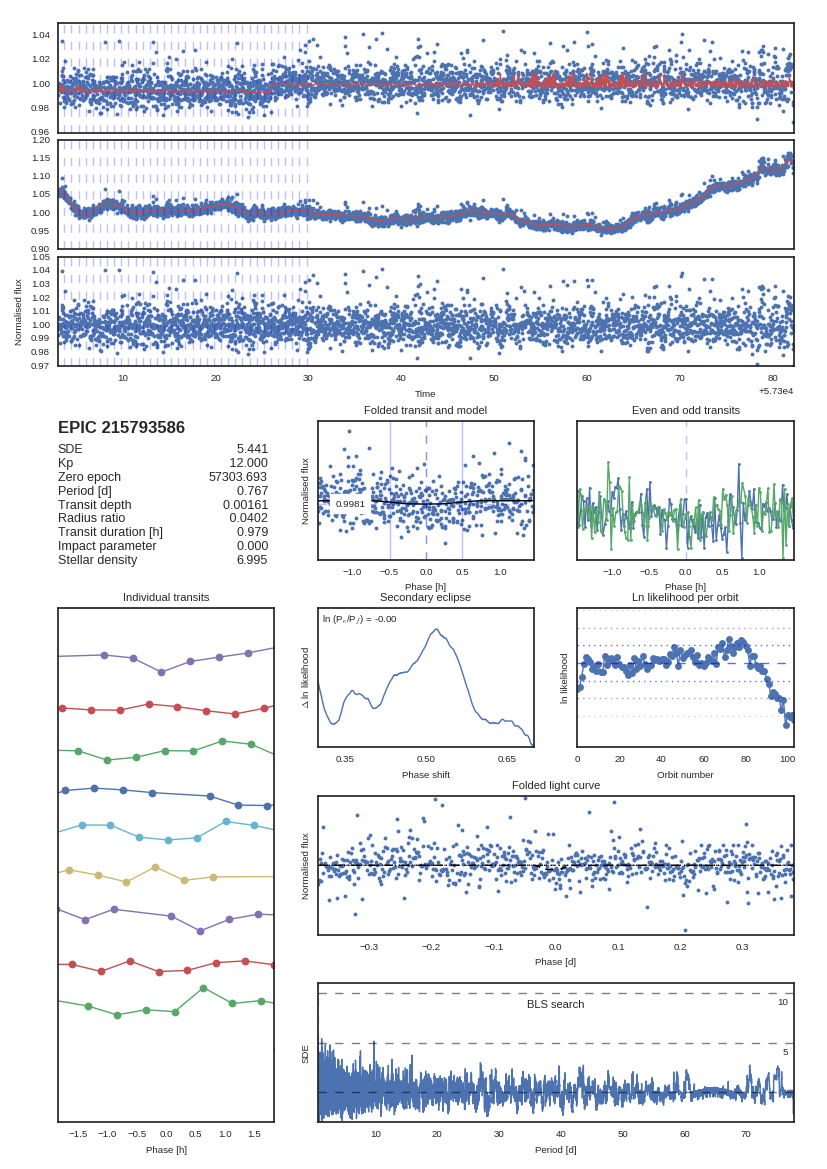 1.04
1.02
1.00
0.98
0.96
1.20
1.15
1.10
1.05
1.00
0.95
0.90
1.05
1.04
1.03
1.02
1.01
1.00
0.99
0.98
0.97
Normalised flux
10 20 30 40 50 60 70 80
Time
+5.73e4
EPIC 215793586
SDE 5.441
Kp 12.000
Zero epoch 57303.693
Period [d] 0.767
Transit depth 0.00161
Radius ratio 0.0402
Transit duration [h] 0.979
Impact parameter 0.000
Stellar density 6.995
Folded transit and model
Normalised flux
0.9981
−1.0 −0.5 0.0 0.5 1.0
Phase [h]
Even and odd transits
−1.0 −0.5 0.0 0.5 1.0
Phase [h]
Individual transits
−1.5 −1.0 −0.5 0.0 0.5 1.0 1.5
Phase [h]
Secondary eclipse
ln (Pₑ/P𝑓) = -0.00
Δ ln likelihood
0.35 0.50 0.65
Phase shift
Ln likelihood per orbit
ln likelihood
0 20 40 60 80 100
Orbit number
Folded light curve
Normalised flux
−0.3 −0.2 −0.1 0.0 0.1 0.2 0.3
Phase [d]
BLS search
10
5
SDE
10 20 30 40 50 60 70
Period [d]